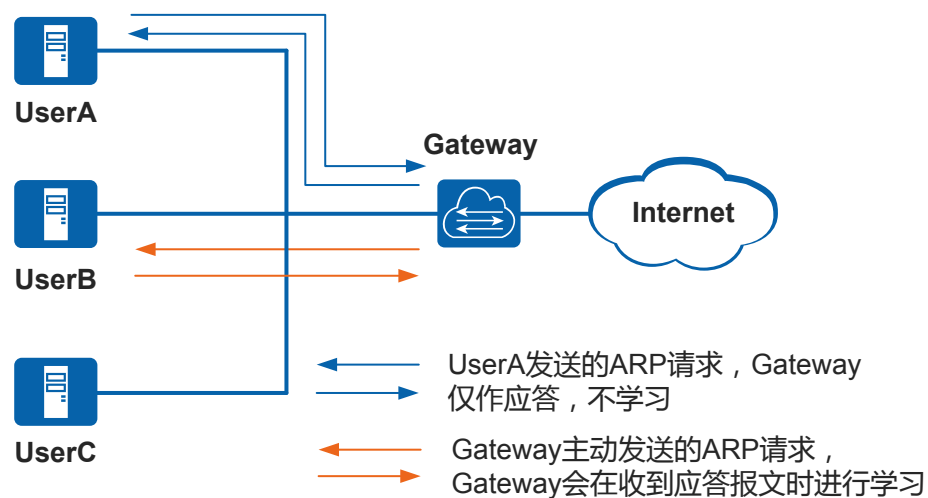 UserA
Gateway
Internet
UserB
UserC
UserA发送的ARP请求，Gateway
仅作应答，不学习
Gateway主动发送的ARP请求，
Gateway会在收到应答报文时进行学习